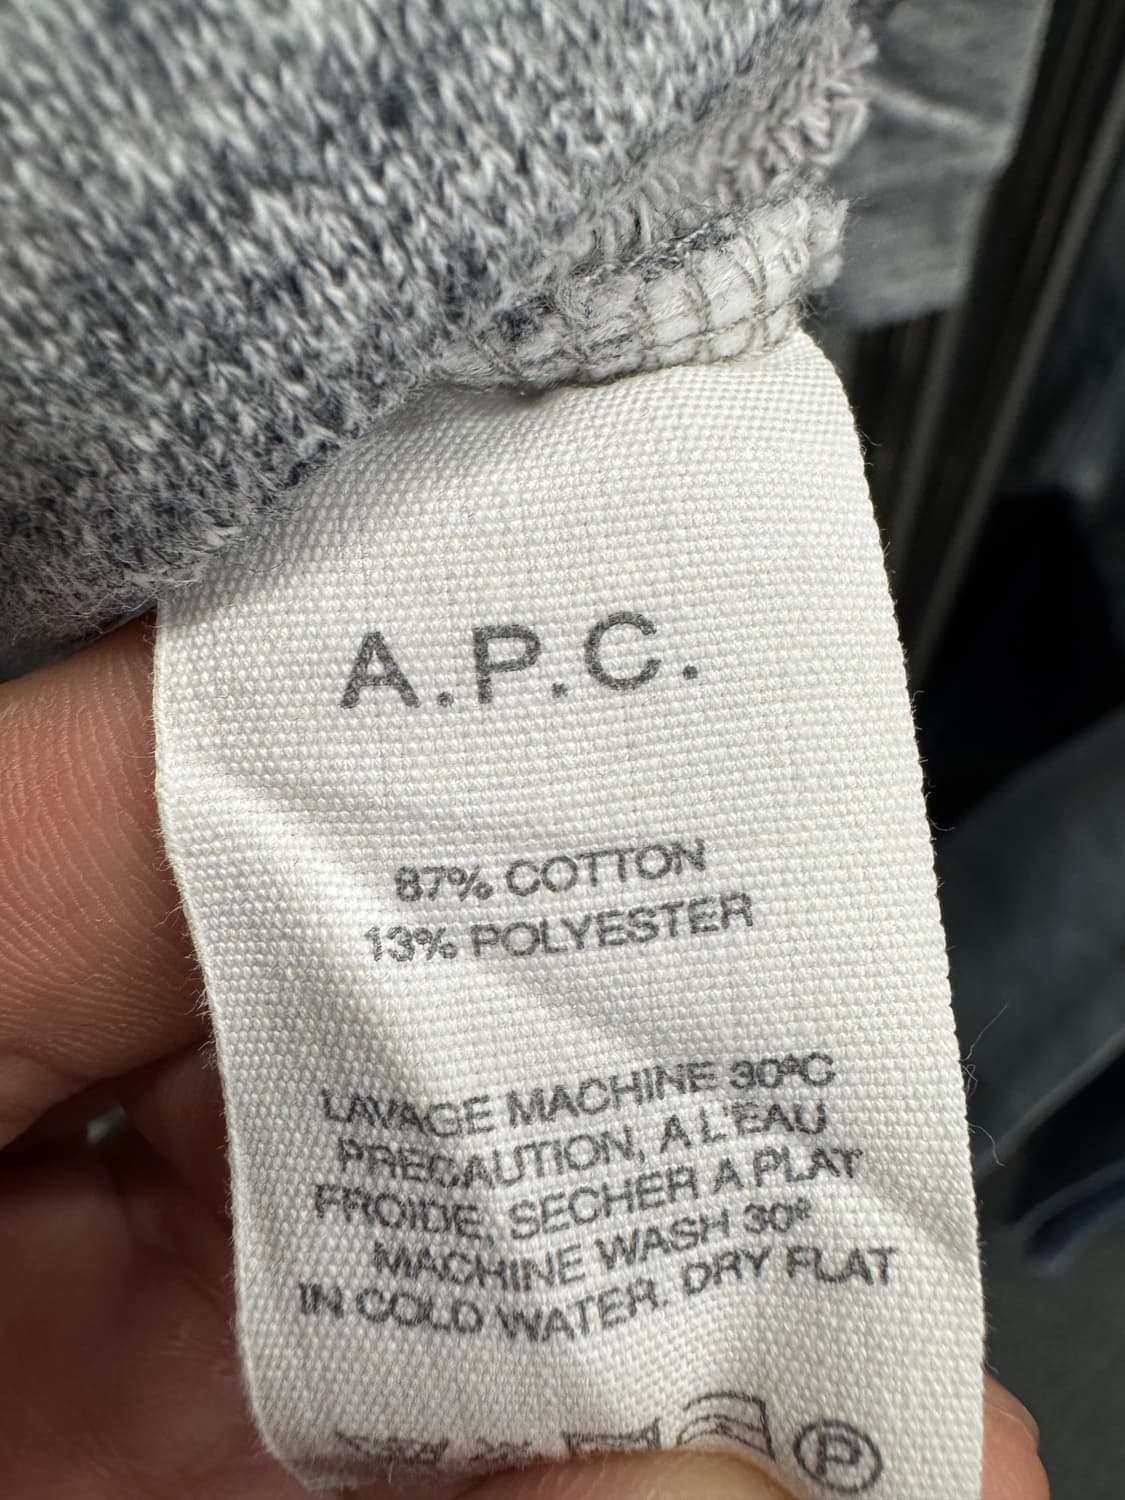 A.P.C.
87% COTTON
13% POLYESTER
LAVAGE MACHINE 30°C
PRECAUTION, A L'EAU
FROIDE, SECHER A PLAT
MACHINE WASH 30°
IN COLD WATER. DRY FLAT
P